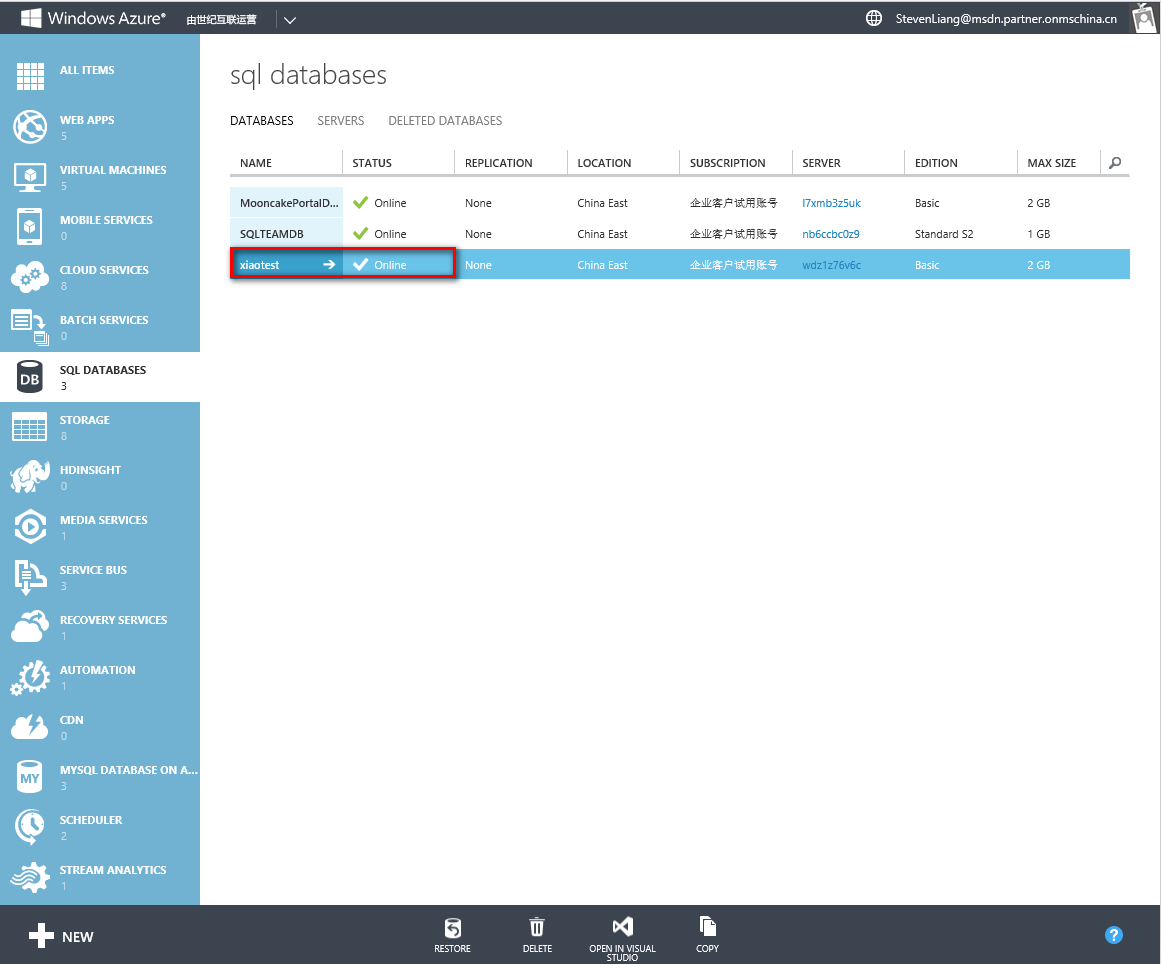 Windows Azure® 由世纪互联运营 StevenLiang@msdn.partner.onmschina.cn
ALL ITEMS
WEB APPS
5
VIRTUAL MACHINES
5
MOBILE SERVICES
0
CLOUD SERVICES
8
BATCH SERVICES
0
DB
SQL DATABASES
3
STORAGE
8
HDINSIGHT
0
MEDIA SERVICES
1
SERVICE BUS
3
RECOVERY SERVICES
1
AUTOMATION
1
CDN
0
MY
MYSQL DATABASE ON A...
3
SCHEDULER
2
STREAM ANALYTICS
1
sql databases
DATABASES SERVERS DELETED DATABASES
NAME STATUS REPLICATION LOCATION SUBSCRIPTION SERVER EDITION MAX SIZE
MooncakePortalD... Online None China East 企业客户试用账号 l7xmb3z5uk Basic 2 GB
SQLTEAMDB Online None China East 企业客户试用账号 nb6ccbc0z9 Standard S2 1 GB
xiaotest → Online None China East 企业客户试用账号 wdz1z76v6c Basic 2 GB
NEW RESTORE DELETE OPEN IN VISUAL COPY ?
STUDIO